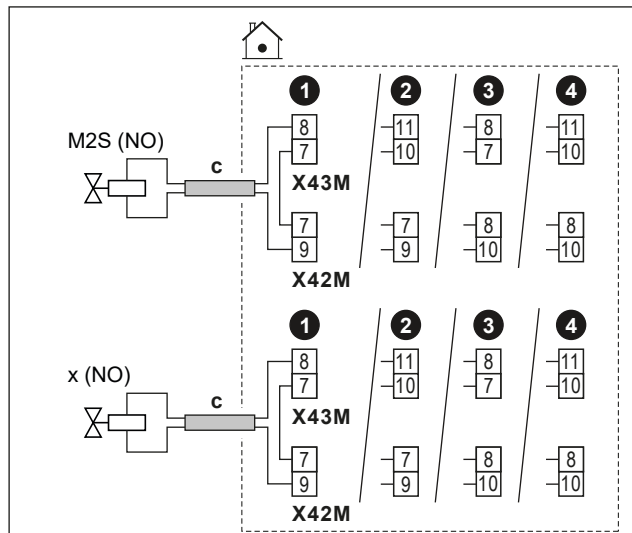 1 2 3 4
M2S (NO)
c
8 11 8 11
7 10 7 10
X43M
7 7 8 8
9 9 10 10
X42M
1 2 3 4
x (NO)
c
8 11 8 11
7 10 7 10
X43M
7 7 8 8
9 9 10 10
X42M